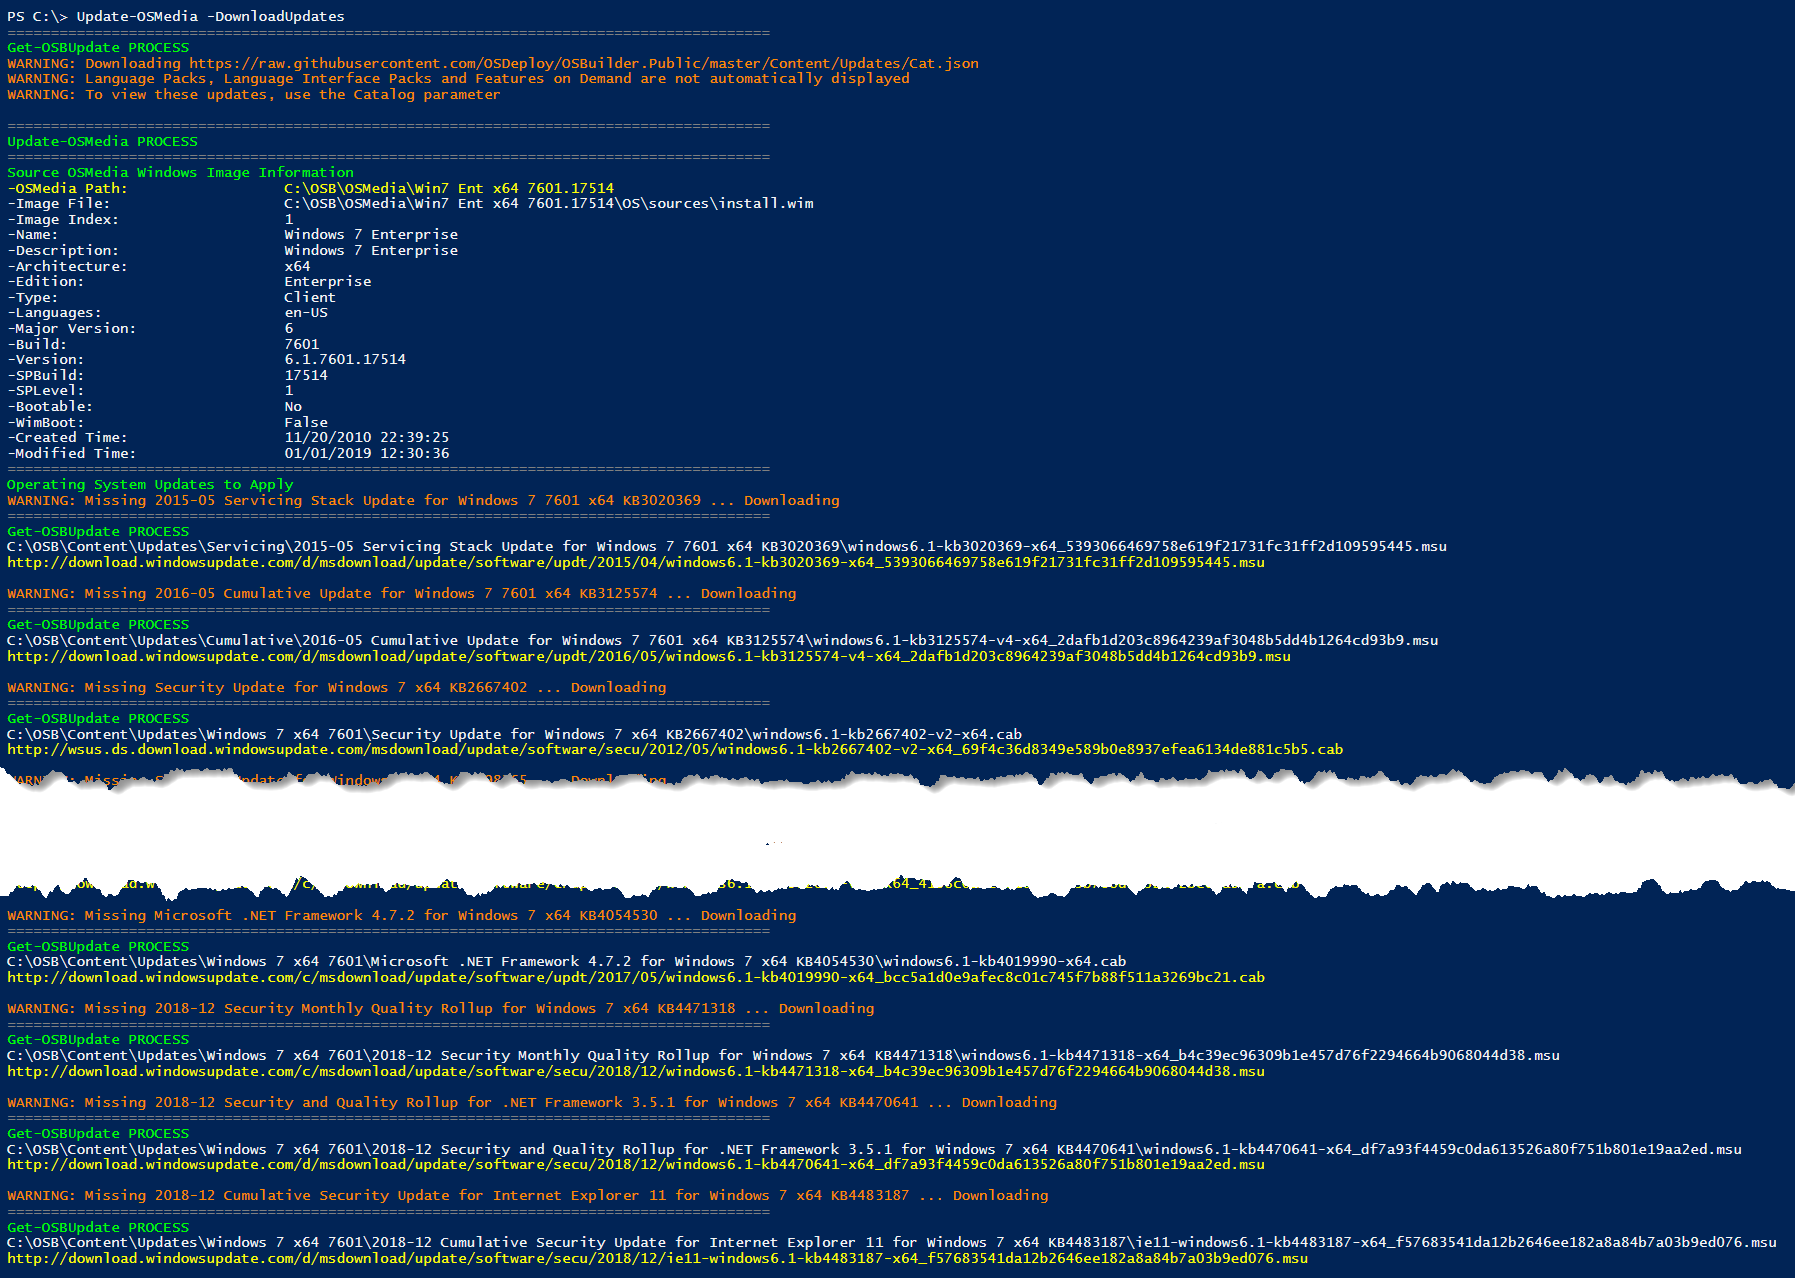 PS C:\> Update-OSMedia -DownloadUpdates
========================================================================================
Get-OSBUpdate PROCESS
WARNING: Downloading https://raw.githubusercontent.com/OSDeploy/OSBuilder.Public/master/Content/Updates/Cat.json
WARNING: Language Packs, Language Interface Packs and Features on Demand are not automatically displayed
WARNING: To view these updates, use the Catalog parameter
========================================================================================
Update-OSMedia PROCESS
========================================================================================
Source OSMedia Windows Image Information
-OSMedia Path: C:\OSB\OSMedia\Win7 Ent x64 7601.17514
-Image File: C:\OSB\OSMedia\Win7 Ent x64 7601.17514\OS\sources\install.wim
-Image Index: 1
-Name: Windows 7 Enterprise
-Description: Windows 7 Enterprise
-Architecture: x64
-Edition: Enterprise
-Type: Client
-Languages: en-US
-Major Version: 6
-Build: 7601
-Version: 6.1.7601.17514
-SPBuild: 17514
-SPLevel: 1
-Bootable: No
-WimBoot: False
-Created Time: 11/20/2010 22:39:25
-Modified Time: 01/01/2019 12:30:36
========================================================================================
Operating System Updates to Apply
WARNING: Missing 2015-05 Servicing Stack Update for Windows 7 7601 x64 KB3020369 ... Downloading
========================================================================================
Get-OSBUpdate PROCESS
C:\OSB\Content\Updates\Servicing\2015-05 Servicing Stack Update for Windows 7 7601 x64 KB3020369\windows6.1-kb3020369-x64_5393066469758e619f21731fc31ff2d109595445.msu
http://download.windowsupdate.com/d/msdownload/update/software/updt/2015/04/windows6.1-kb3020369-x64_5393066469758e619f21731fc31ff2d109595445.msu
WARNING: Missing 2016-05 Cumulative Update for Windows 7 7601 x64 KB3125574 ... Downloading
========================================================================================
Get-OSBUpdate PROCESS
C:\OSB\Content\Updates\Cumulative\2016-05 Cumulative Update for Windows 7 7601 x64 KB3125574\windows6.1-kb3125574-v4-x64_2dafb1d203c8964239af3048b5dd4b1264cd93b9.msu
http://download.windowsupdate.com/d/msdownload/update/software/updt/2016/05/windows6.1-kb3125574-v4-x64_2dafb1d203c8964239af3048b5dd4b1264cd93b9.msu
WARNING: Missing Security Update for Windows 7 x64 KB2667402 ... Downloading
========================================================================================
Get-OSBUpdate PROCESS
C:\OSB\Content\Updates\Windows 7 x64 7601\Security Update for Windows 7 x64 KB2667402\windows6.1-kb2667402-v2-x64.cab
http://wsus.ds.download.windowsupdate.com/msdownload/update/software/secu/2012/05/windows6.1-kb2667402-v2-x64_69f4c36d8349e589b0e8937efea6134de881c5b5.cab
WARNING: Missing Microsoft .NET Framework 4.7.2 for Windows 7 x64 KB4054530 ... Downloading
========================================================================================
Get-OSBUpdate PROCESS
C:\OSB\Content\Updates\Windows 7 x64 7601\Microsoft .NET Framework 4.7.2 for Windows 7 x64 KB4054530\windows6.1-kb4019990-x64.cab
http://download.windowsupdate.com/c/msdownload/update/software/updt/2017/05/windows6.1-kb4019990-x64_bcc5a1d0e9afec8c01c745f7b88f511a3269bc21.cab
WARNING: Missing 2018-12 Security Monthly Quality Rollup for Windows 7 x64 KB4471318 ... Downloading
========================================================================================
Get-OSBUpdate PROCESS
C:\OSB\Content\Updates\Windows 7 x64 7601\2018-12 Security Monthly Quality Rollup for Windows 7 x64 KB4471318\windows6.1-kb4471318-x64_b4c39ec96309b1e457d76f2294664b9068044d38.msu
http://download.windowsupdate.com/c/msdownload/update/software/secu/2018/12/windows6.1-kb4471318-x64_b4c39ec96309b1e457d76f2294664b9068044d38.msu
WARNING: Missing 2018-12 Security and Quality Rollup for .NET Framework 3.5.1 for Windows 7 x64 KB4470641 ... Downloading
========================================================================================
Get-OSBUpdate PROCESS
C:\OSB\Content\Updates\Windows 7 x64 7601\2018-12 Security and Quality Rollup for .NET Framework 3.5.1 for Windows 7 x64 KB4470641\windows6.1-kb4470641-x64_df7a93f4459c0da613526a80f751b801e19aa2ed.msu
http://download.windowsupdate.com/d/msdownload/update/software/secu/2018/12/windows6.1-kb4470641-x64_df7a93f4459c0da613526a80f751b801e19aa2ed.msu
WARNING: Missing 2018-12 Cumulative Security Update for Internet Explorer 11 for Windows 7 x64 KB4483187 ... Downloading
========================================================================================
Get-OSBUpdate PROCESS
C:\OSB\Content\Updates\Windows 7 x64 7601\2018-12 Cumulative Security Update for Internet Explorer 11 for Windows 7 x64 KB4483187\ie11-windows6.1-kb4483187-x64_f57683541da12b2646ee182a8a84b7a03b9ed076.msu
http://download.windowsupdate.com/d/msdownload/update/software/secu/2018/12/ie11-windows6.1-kb4483187-x64_f57683541da12b2646ee182a8a84b7a03b9ed076.msu